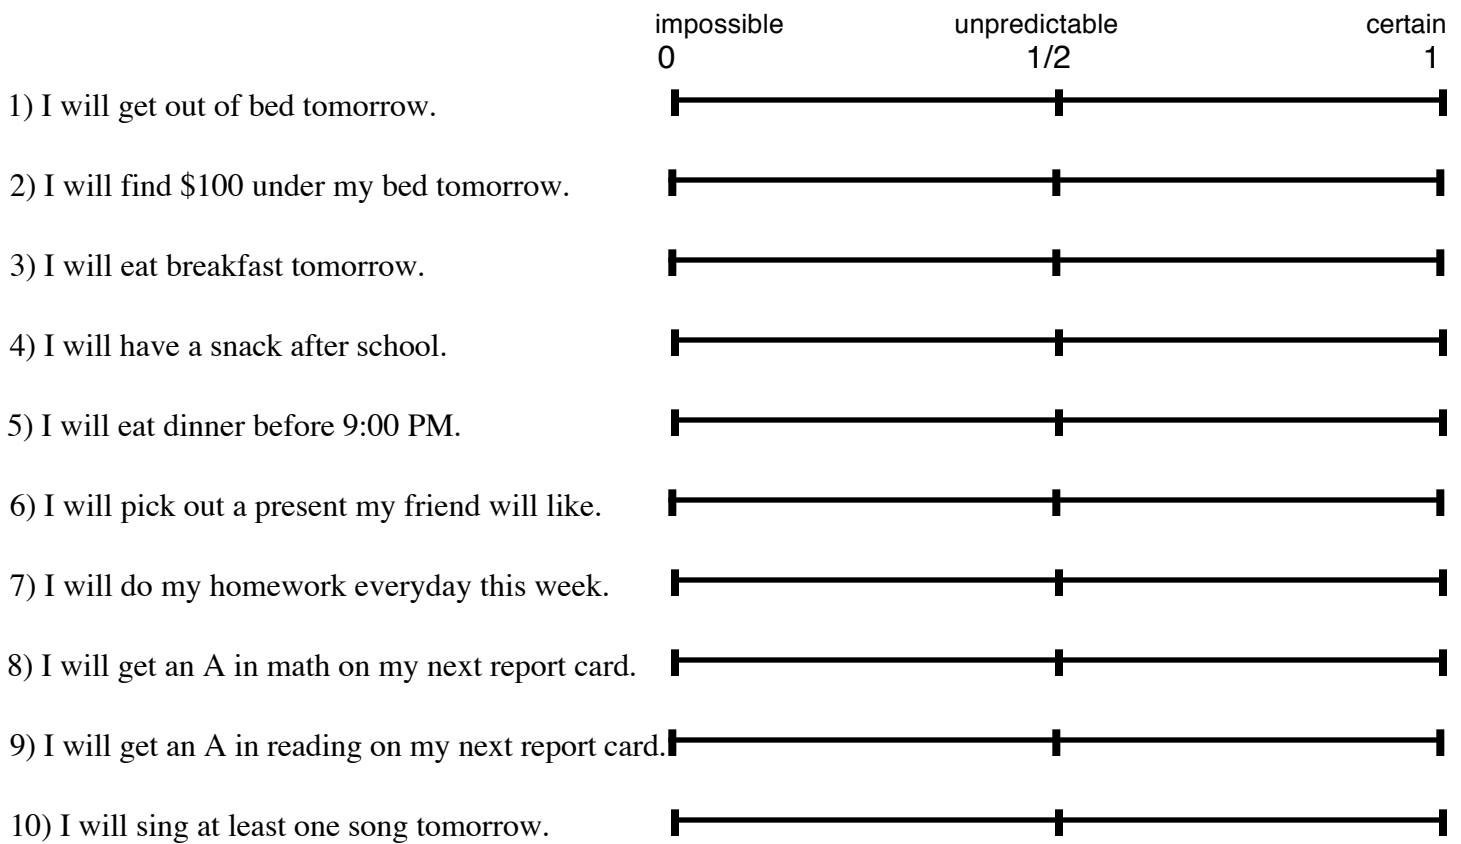 impossible unpredictable certain
0 1/2 1
1) I will get out of bed tomorrow.
2) I will find $100 under my bed tomorrow.
3) I will eat breakfast tomorrow.
4) I will have a snack after school.
5) I will eat dinner before 9:00 PM.
6) I will pick out a present my friend will like.
7) I will do my homework everyday this week.
8) I will get an A in math on my next report card.
9) I will get an A in reading on my next report card.
10) I will sing at least one song tomorrow.